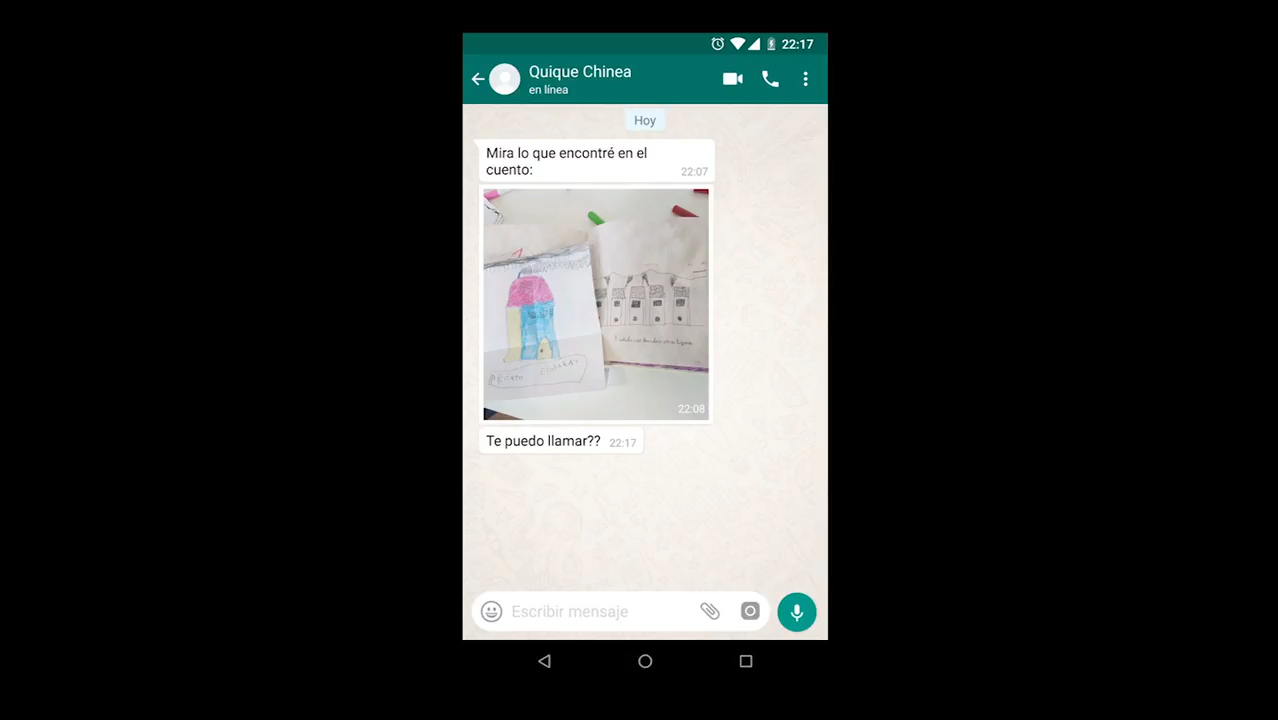 22:17
Quique Chinea
en línea
Hoy
Mira lo que encontré en el
cuento:
22:07
22:08
Te puedo llamar??
22:17
Escribir mensaje